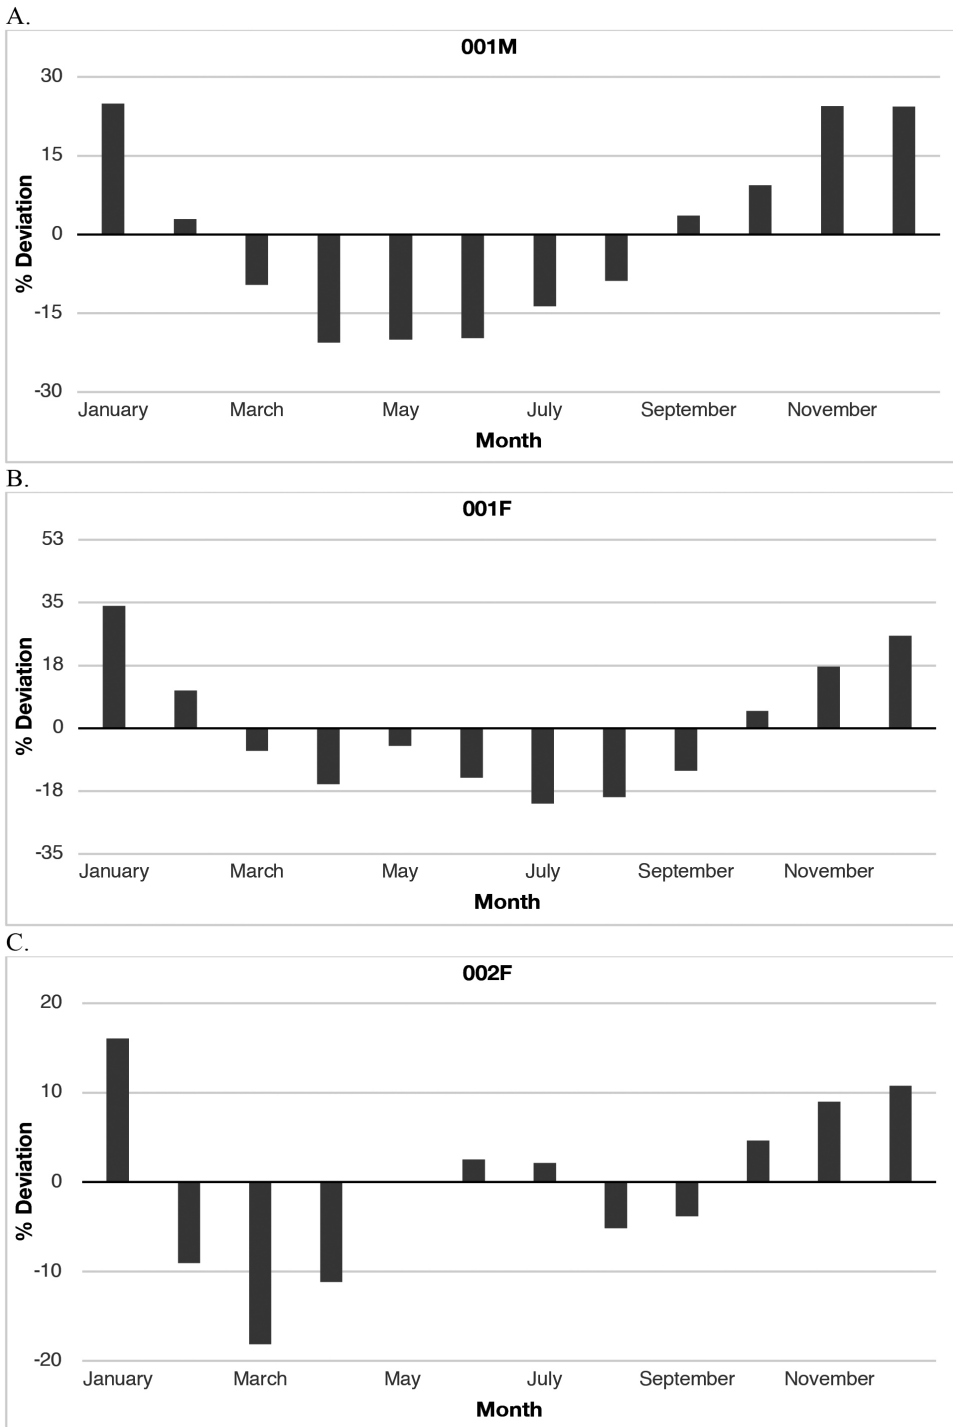 A.
001M
30
15
0
-15
-30
% Deviation
January March May July September November
Month
B.
001F
53
35
18
0
-18
-35
% Deviation
January March May July September November
Month
C.
002F
20
10
0
-10
-20
% Deviation
January March May July September November
Month